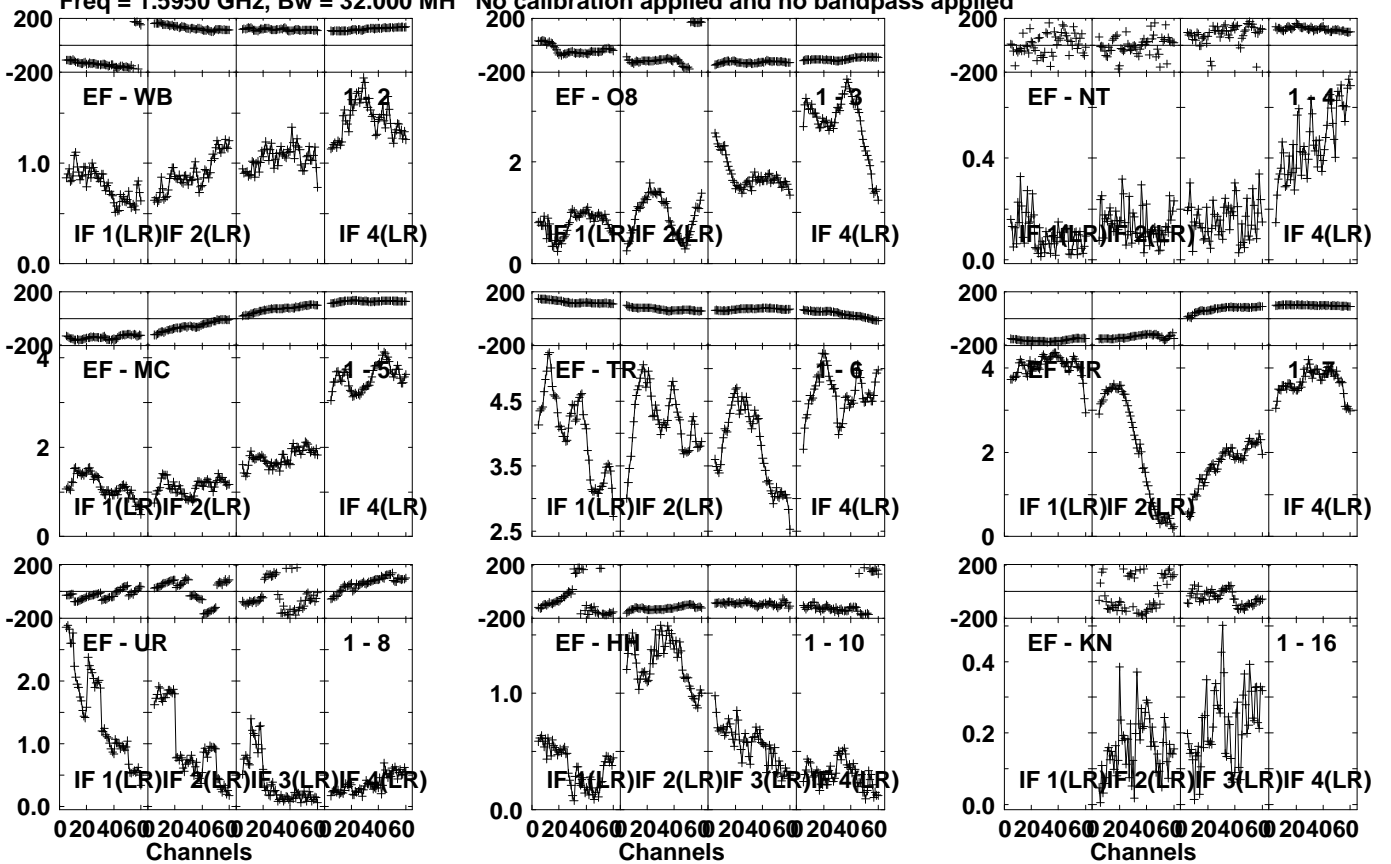 Freq = 1.5950 GHz, Bw = 32.000 MH No calibration applied and no bandpass applied
200
-200
EF - WB
1 - 2
1.0
0.0
IF 1(LR)
IF 2(LR)
IF 4(LR)
200
-200
EF - O8
1 - 3
2
0
IF 1(LR)
IF 2(LR)
IF 4(LR)
200
-200
EF - NT
1 - 4
0.4
0.0
IF 1(LR)
IF 2(LR)
IF 4(LR)
200
-200
EF - MC
1 - 5
4
2
0
IF 1(LR)
IF 2(LR)
IF 4(LR)
200
-200
EF - TR
1 - 6
4.5
3.5
2.5
IF 1(LR)
IF 2(LR)
IF 4(LR)
200
-200
EF - IR
1 - 7
4
2
0
IF 1(LR)
IF 2(LR)
IF 4(LR)
200
-200
EF - UR
1 - 8
2.0
1.0
0.0
IF 1(LR)
IF 2(LR)
IF 3(LR)
IF 4(LR)
0 20 40 60 0 20 40 60 0 20 40 60 0 20 40 60
Channels
200
-200
EF - HH
1 - 10
1.0
0.0
IF 1(LR)
IF 2(LR)
IF 3(LR)
IF 4(LR)
0 20 40 60 0 20 40 60 0 20 40 60 0 20 40 60
Channels
200
-200
EF - KN
1 - 16
0.4
0.2
0.0
IF 1(LR)
IF 2(LR)
IF 3(LR)
IF 4(LR)
0 20 40 60 0 20 40 60 0 20 40 60 0 20 40 60
Channels